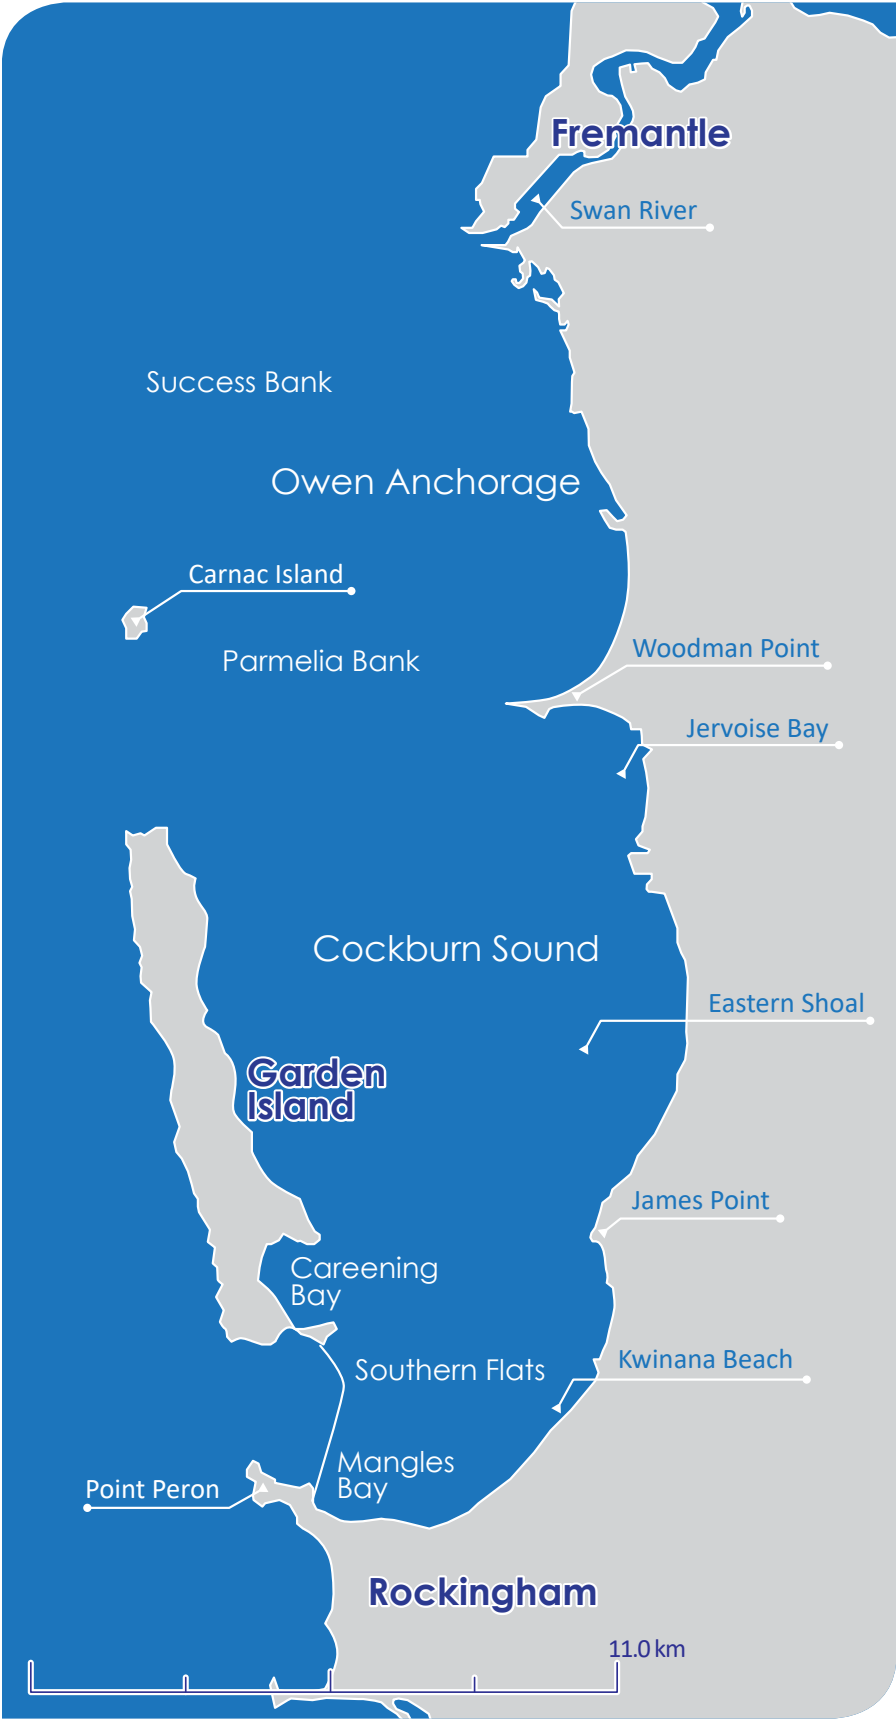 Fremantle
Swan River
Success Bank
Owen Anchorage
Carnac Island
Woodman Point
Parmelia Bank
Jervoise Bay
Cockburn Sound
Eastern Shoal
Garden
Island
James Point
Careening
Bay
Kwinana Beach
Southern Flats
Mangles
Bay
Point Peron
Rockingham
11.0 km